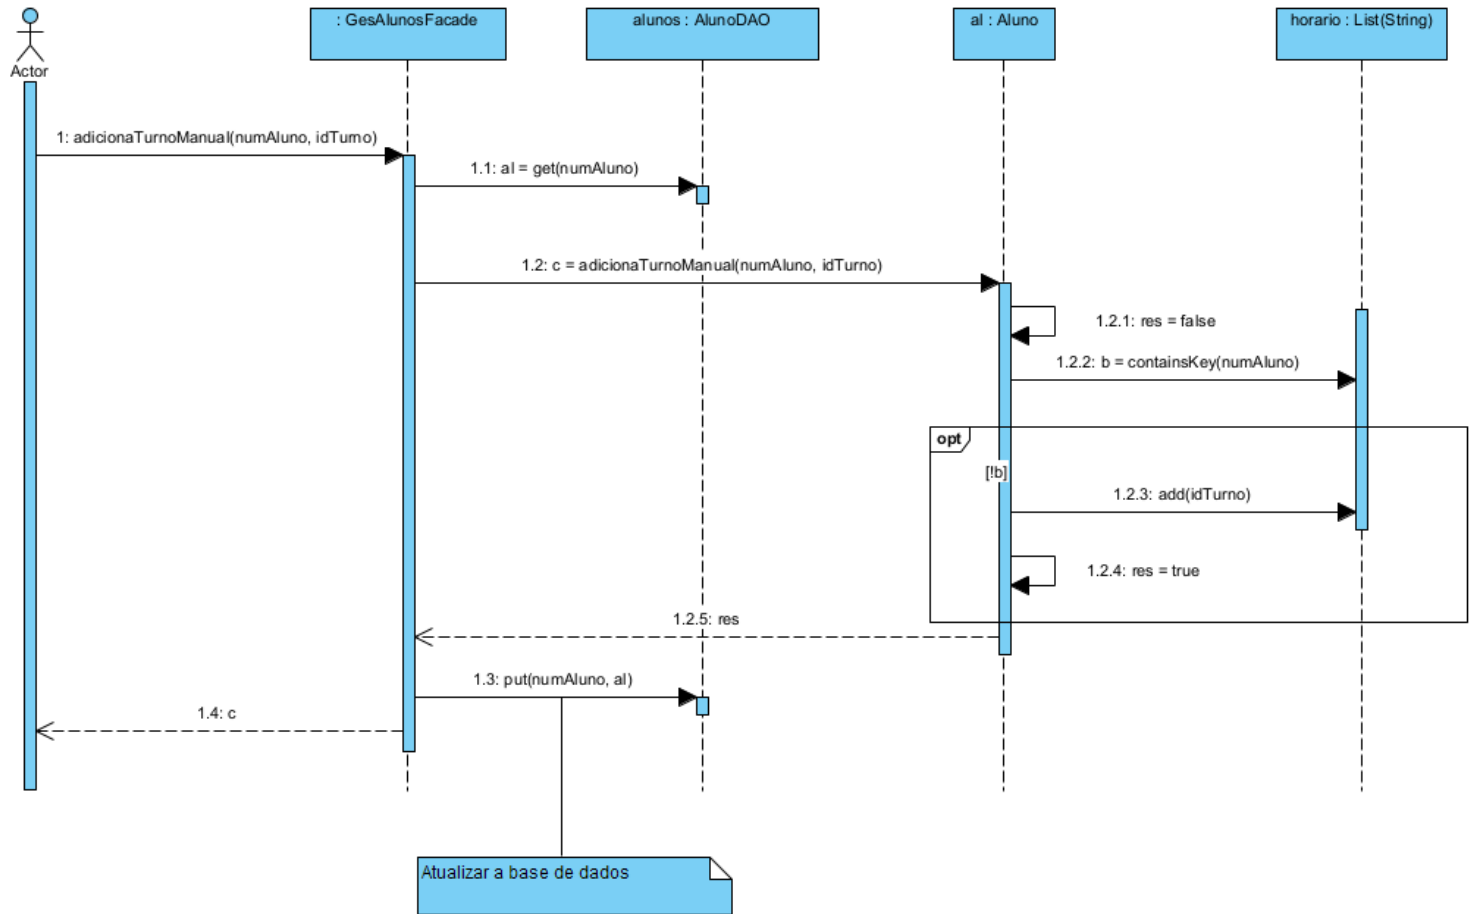 : GesAlunosFacade
alunos : AlunoDAO
al : Aluno
horario : List(String)
Actor
1: adicionaTurnoManual(numAluno, idTurno)
1.1: al = get(numAluno)
1.2: c = adicionaTurnoManual(numAluno, idTurno)
1.2.1: res = false
1.2.2: b = containsKey(numAluno)
opt
[!b]
1.2.3: add(idTurno)
1.2.4: res = true
1.2.5: res
1.3: put(numAluno, al)
1.4: c
Atualizar a base de dados